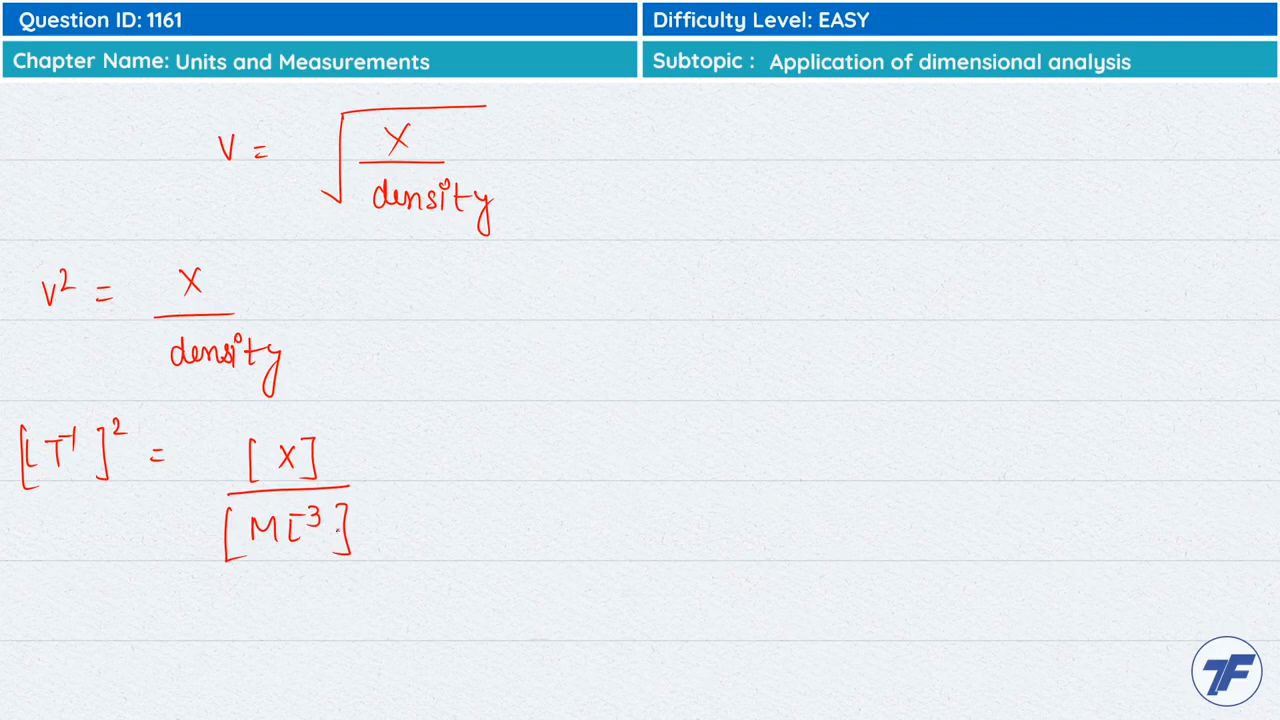 Question ID: 1161
Difficulty Level: EASY
Chapter Name: Units and Measurements
Subtopic : Application of dimensional analysis
V = √(X / density)
V² = X / density
[LT⁻¹]² = [X] / [ML⁻³]
TF